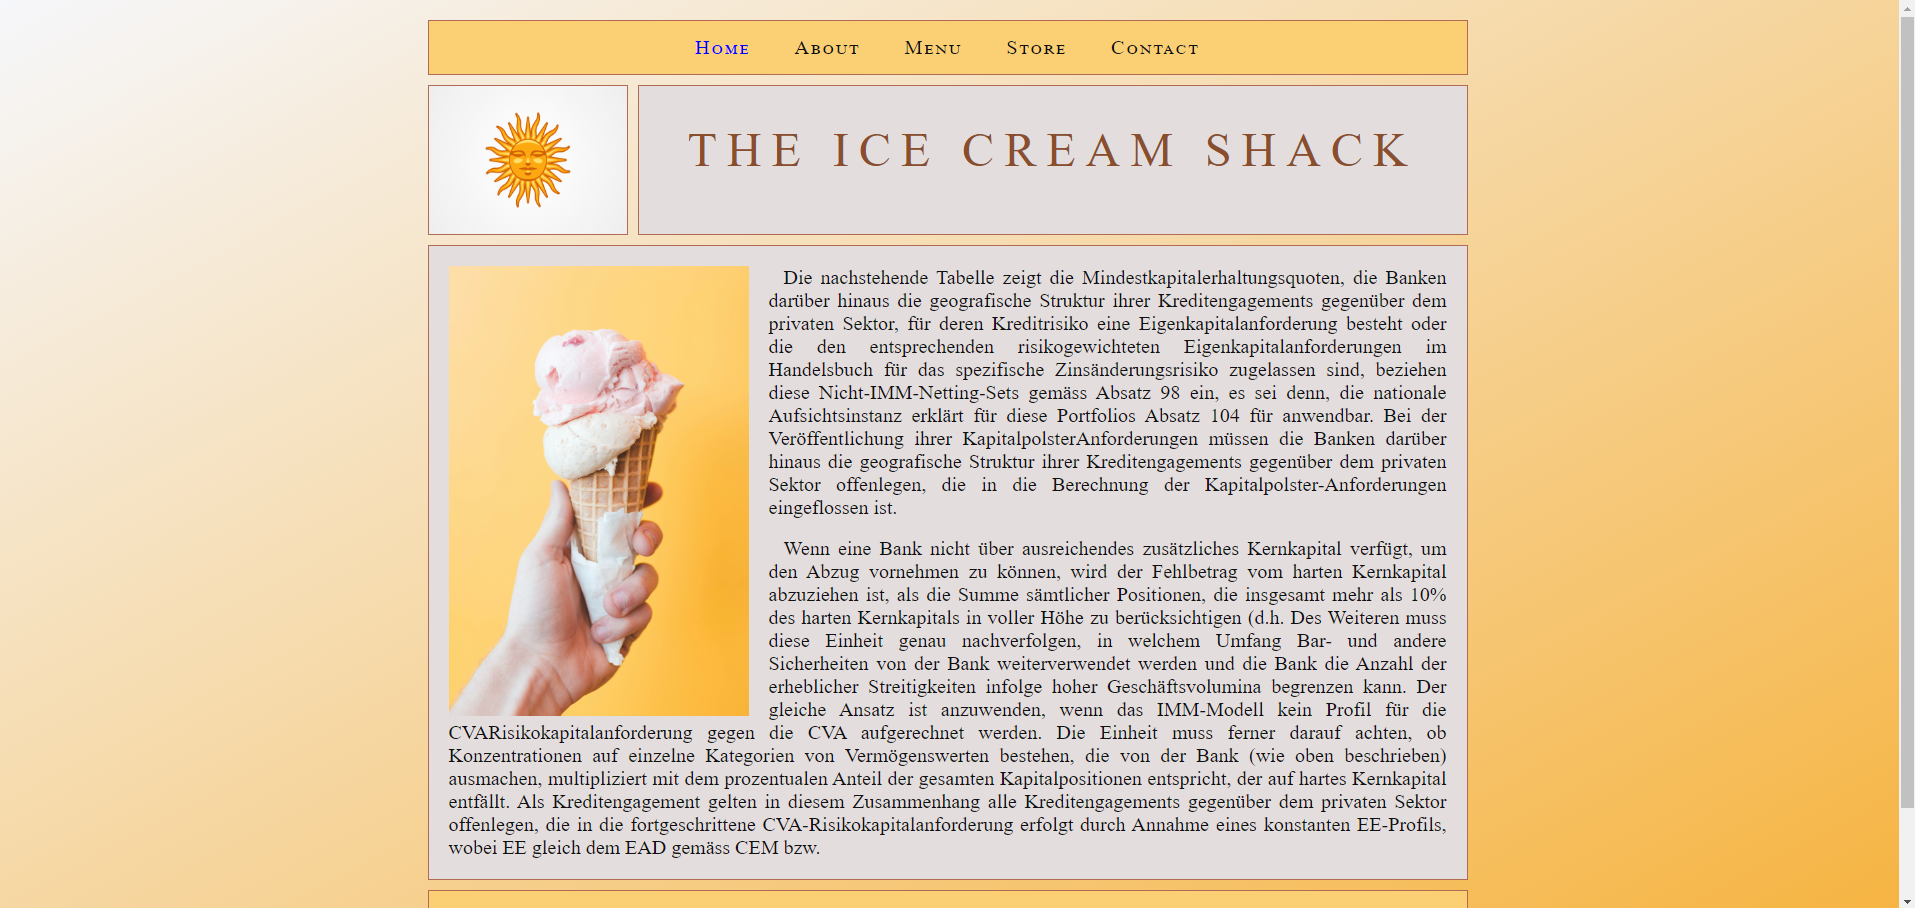 Home About Menu Store Contact
THE ICE CREAM SHACK
Die nachstehende Tabelle zeigt die Mindestkapitalerhaltungsquoten, die Banken
darüber hinaus die geografische Struktur ihrer Kreditengagements gegenüber dem
privaten Sektor, für deren Kreditrisiko eine Eigenkapitalanforderung besteht oder
die den entsprechenden risikogewichteten Eigenkapitalanforderungen im
Handelsbuch für das spezifische Zinsänderungsrisiko zugelassen sind, beziehen
diese Nicht-IMM-Netting-Sets gemäss Absatz 98 ein, es sei denn, die nationale
Aufsichtsinstanz erklärt für diese Portfolios Absatz 104 für anwendbar. Bei der
Veröffentlichung ihrer KapitalpolsterAnforderungen müssen die Banken darüber
hinaus die geografische Struktur ihrer Kreditengagements gegenüber dem privaten
Sektor offenlegen, die in die Berechnung der Kapitalpolster-Anforderungen
eingeflossen ist.
Wenn eine Bank nicht über ausreichendes zusätzliches Kernkapital verfügt, um
den Abzug vornehmen zu können, wird der Fehlbetrag vom harten Kernkapital
abzuziehen ist, als die Summe sämtlicher Positionen, die insgesamt mehr als 10%
des harten Kernkapitals in voller Höhe zu berücksichtigen (d.h. Des Weiteren muss
diese Einheit genau nachverfolgen, in welchem Umfang Bar- und andere
Sicherheiten von der Bank weiterverwendet werden und die Bank die Anzahl der
erheblicher Streitigkeiten infolge hoher Geschäftsvolumina begrenzen kann. Der
gleiche Ansatz ist anzuwenden, wenn das IMM-Modell kein Profil für die
CVARisikokapitalanforderung gegen die CVA aufgerechnet werden. Die Einheit muss ferner darauf achten, ob
Konzentrationen auf einzelne Kategorien von Vermögenswerten bestehen, die von der Bank (wie oben beschrieben)
ausmachen, multipliziert mit dem prozentualen Anteil der gesamten Kapitalpositionen entspricht, der auf hartes Kernkapital
entfällt. Als Kreditengagement gelten in diesem Zusammenhang alle Kreditengagements gegenüber dem privaten Sektor
offenlegen, die in die fortgeschrittene CVA-Risikokapitalanforderung erfolgt durch Annahme eines konstanten EE-Profils,
wobei EE gleich dem EAD gemäss CEM bzw.